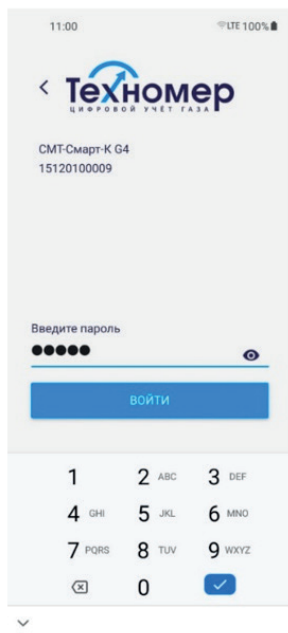 11:00 LTE 100%
Техномер
ЦИФРОВОЙ УЧЁТ ГАЗА
СМТ-Смарт-К G4
15120100009
Введите пароль
ВОЙТИ
1 2 ABC 3 DEF
4 GHI 5 JKL 6 MNO
7 PQRS 8 TUV 9 WXYZ
0